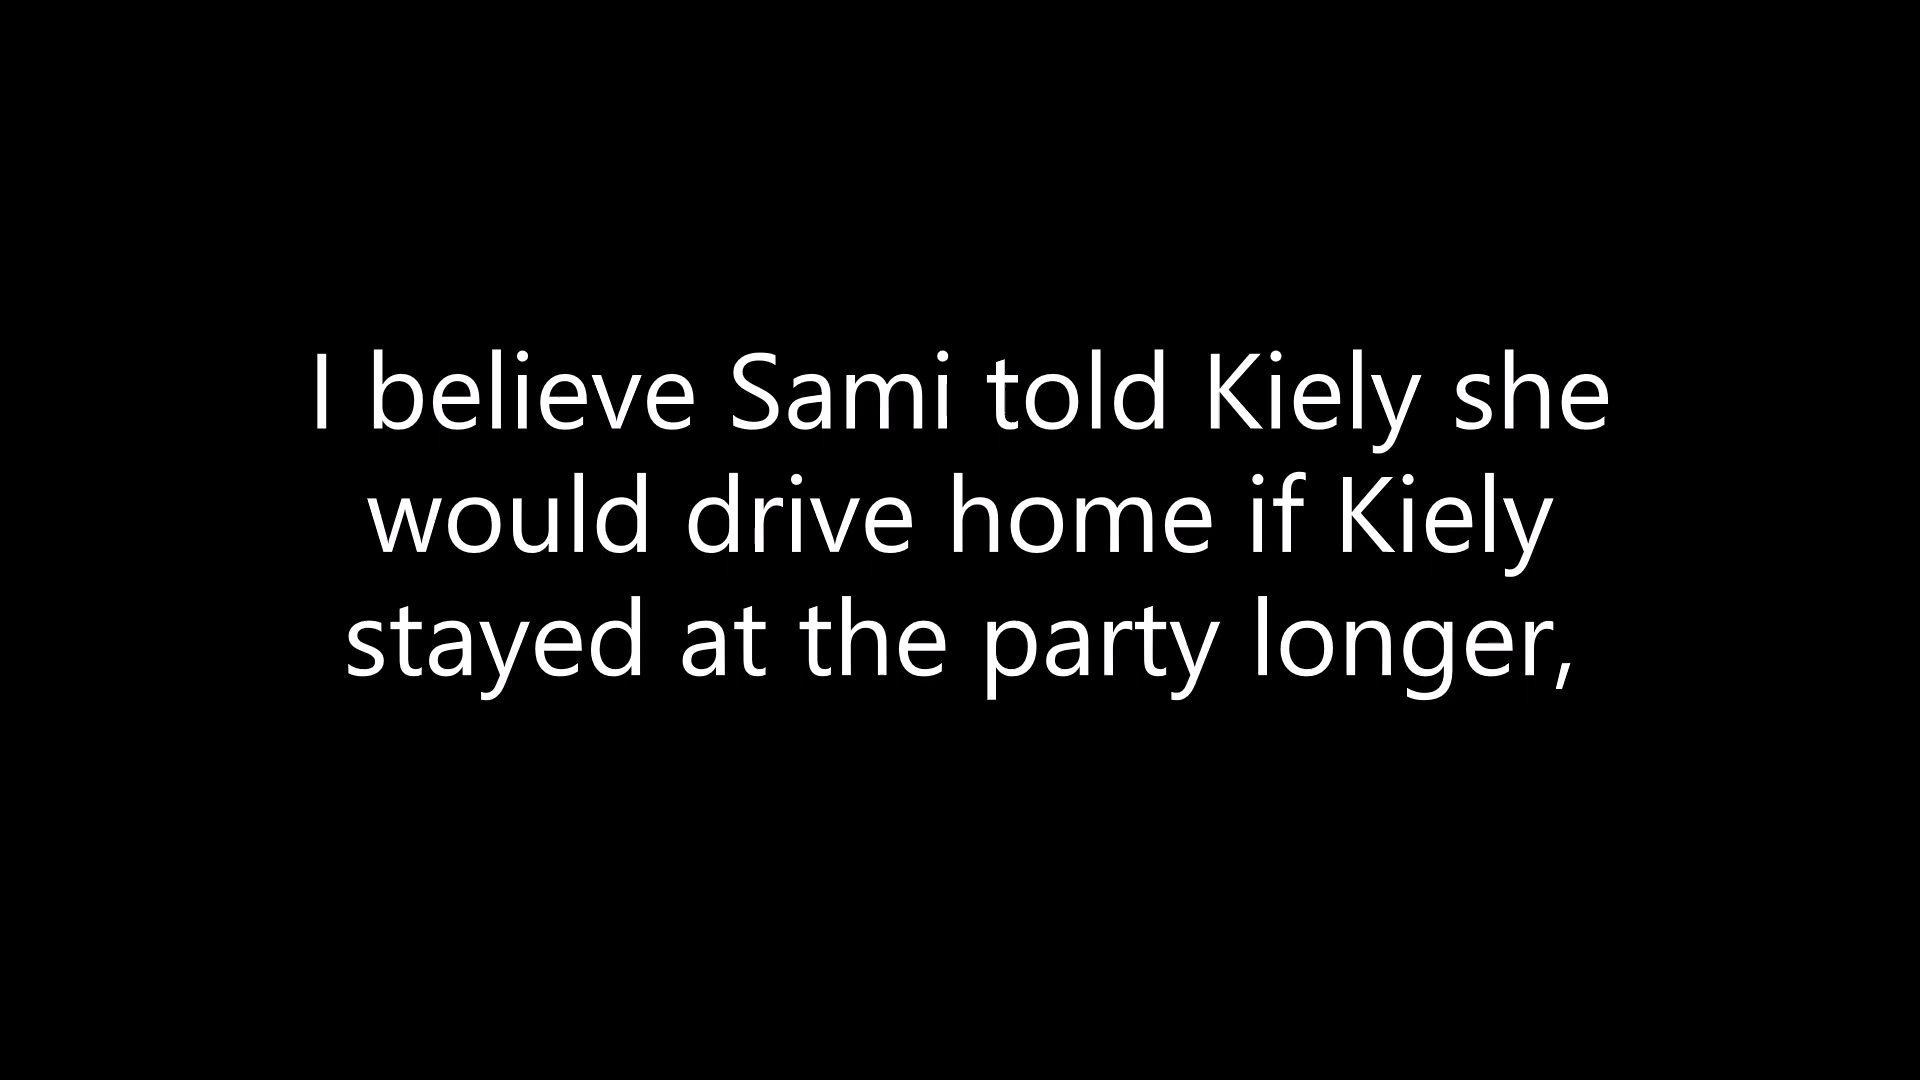 I believe Sami told Kiely she
would drive home if Kiely
stayed at the party longer,